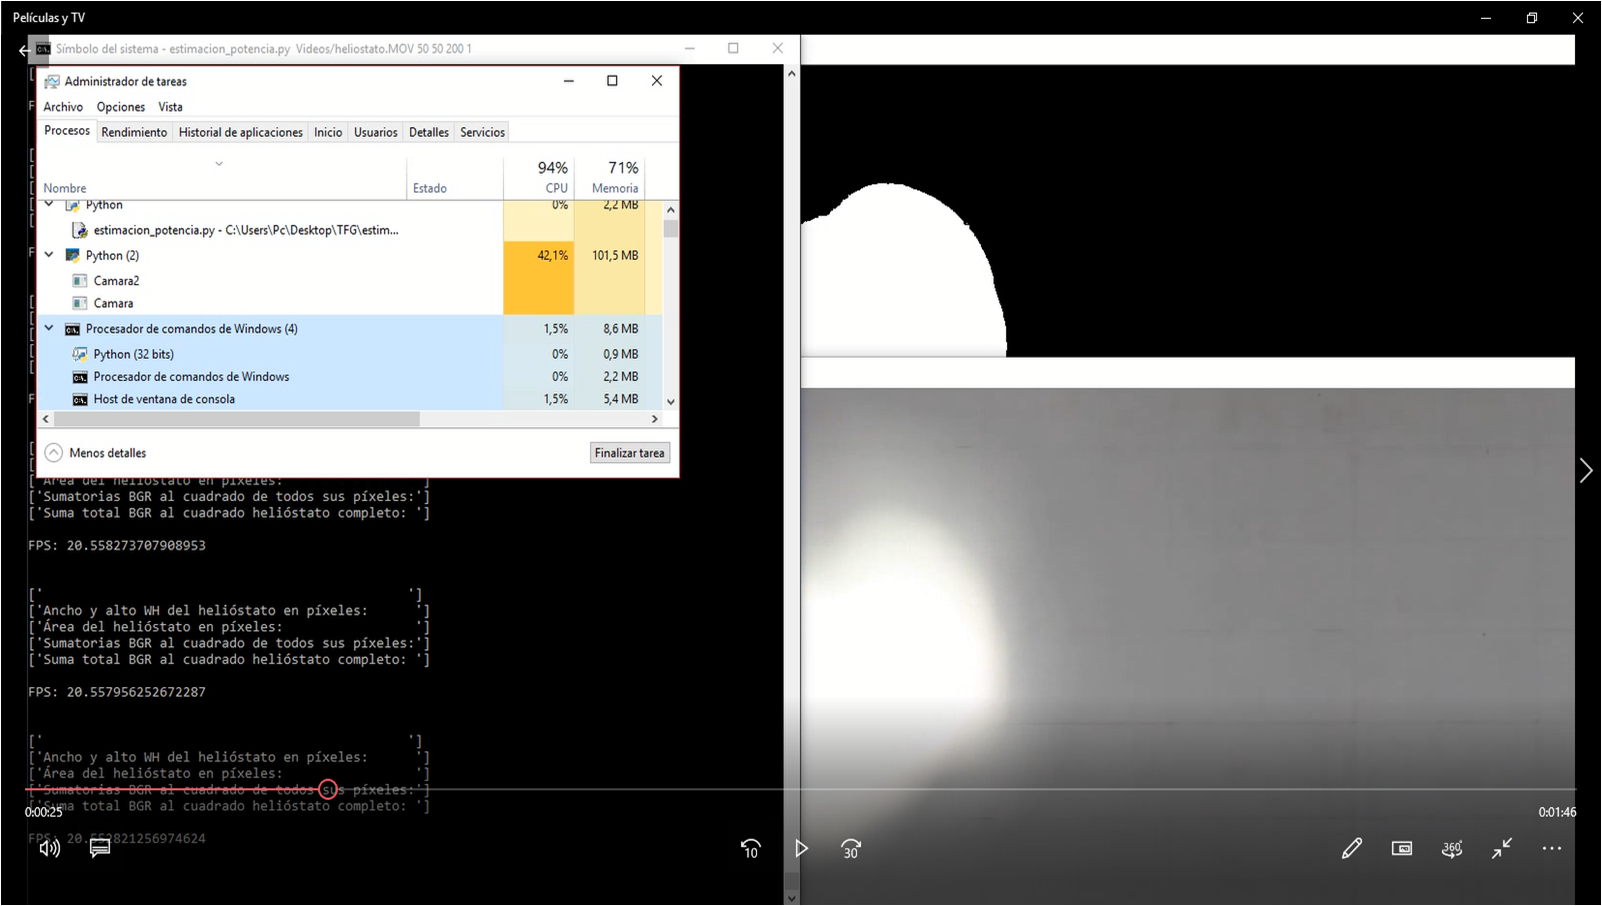 Películas y TV
Símbolo del sistema - estimacion_potencia.py Videos/heliostato.MOV 50 50 200 1
Administrador de tareas
Archivo Opciones Vista
Procesos Rendimiento Historial de aplicaciones Inicio Usuarios Detalles Servicios
94% 71%
Nombre Estado CPU Memoria
Python 0% 2,2 MB
estimacion_potencia.py - C:\Users\Pc\Desktop\TFG\estim...
Python (2) 42,1% 101,5 MB
Camara2
Camara
Procesador de comandos de Windows (4) 1,5% 8,6 MB
Python (32 bits) 0% 0,9 MB
Procesador de comandos de Windows 0% 2,2 MB
Host de ventana de consola 1,5% 5,4 MB
Menos detalles Finalizar tarea
['Área del helióstato en píxeles: ']
['Sumatorias BGR al cuadrado de todos sus píxeles:']
['Suma total BGR al cuadrado helióstato completo: ']
FPS: 20.558273707908953
[' ']
['Ancho y alto WH del helióstato en píxeles: ']
['Área del helióstato en píxeles: ']
['Sumatorias BGR al cuadrado de todos sus píxeles:']
['Suma total BGR al cuadrado helióstato completo: ']
FPS: 20.557956252672287
[' ']
['Ancho y alto WH del helióstato en píxeles: ']
['Área del helióstato en píxeles: ']
['Sumatorias BGR al cuadrado de todos sus píxeles:']
['Suma total BGR al cuadrado helióstato completo: ']
0:00:25 0:01:46
FPS: 20.552821256974624
10 30 360°